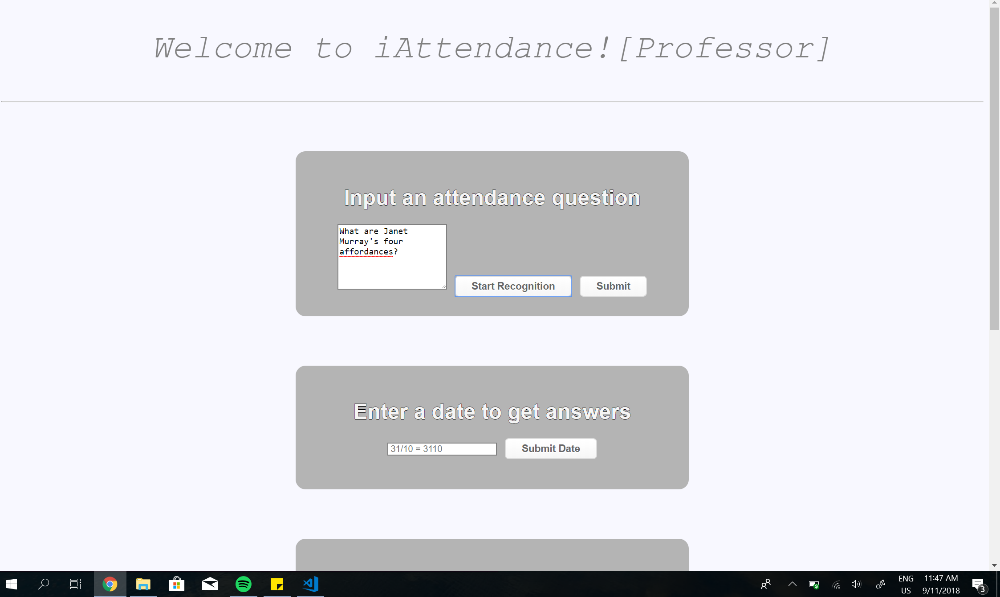 Welcome to iAttendance![Professor]
Input an attendance question
What are Janet
Murray's four
affordances?
Start Recognition
Submit
Enter a date to get answers
31/10 = 3110
Submit Date
ENG
US
11:47 AM
9/11/2018
3